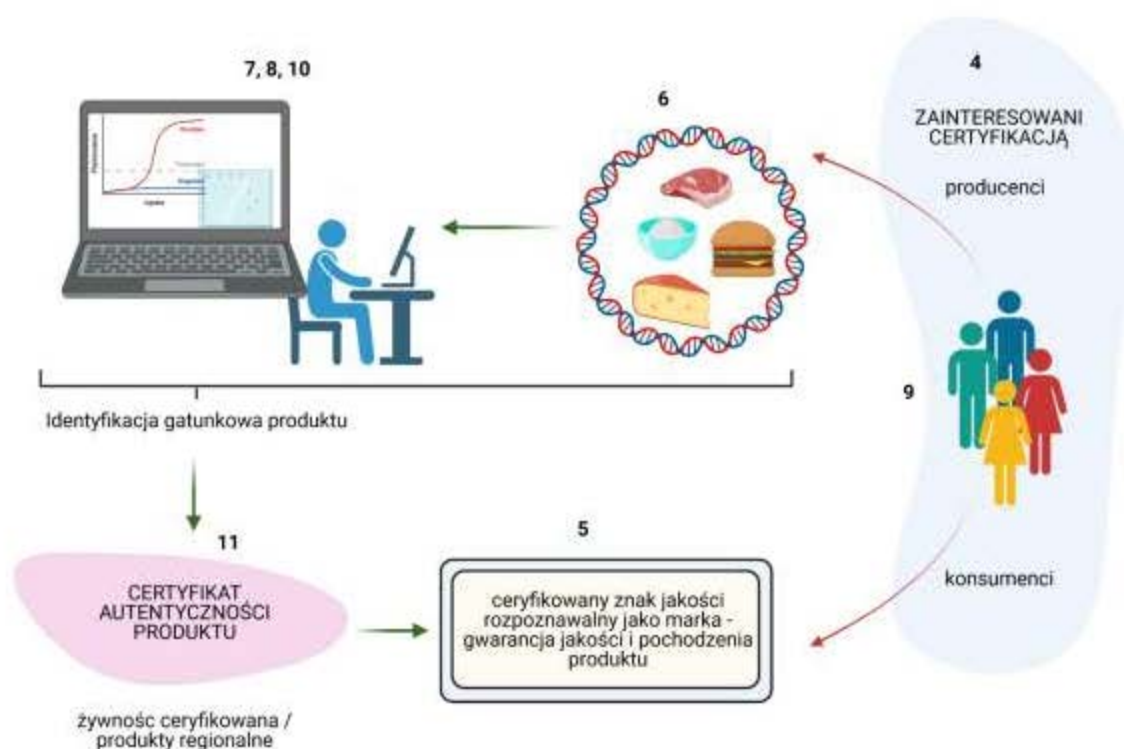 7, 8, 10
6
4
ZAINTERESOWANI
CERTYFIKACJĄ
producenci
9
konsumenci
Identyfikacja gatunkowa produktu
11
CERTYFIKAT
AUTENTYCZNOŚCI
PRODUKTU
żywnośc ceryfikowana /
produkty regionalne
5
ceryfikowany znak jakości
rozpoznawalny jako marka -
gwarancja jakości i pochodzenia
produktu